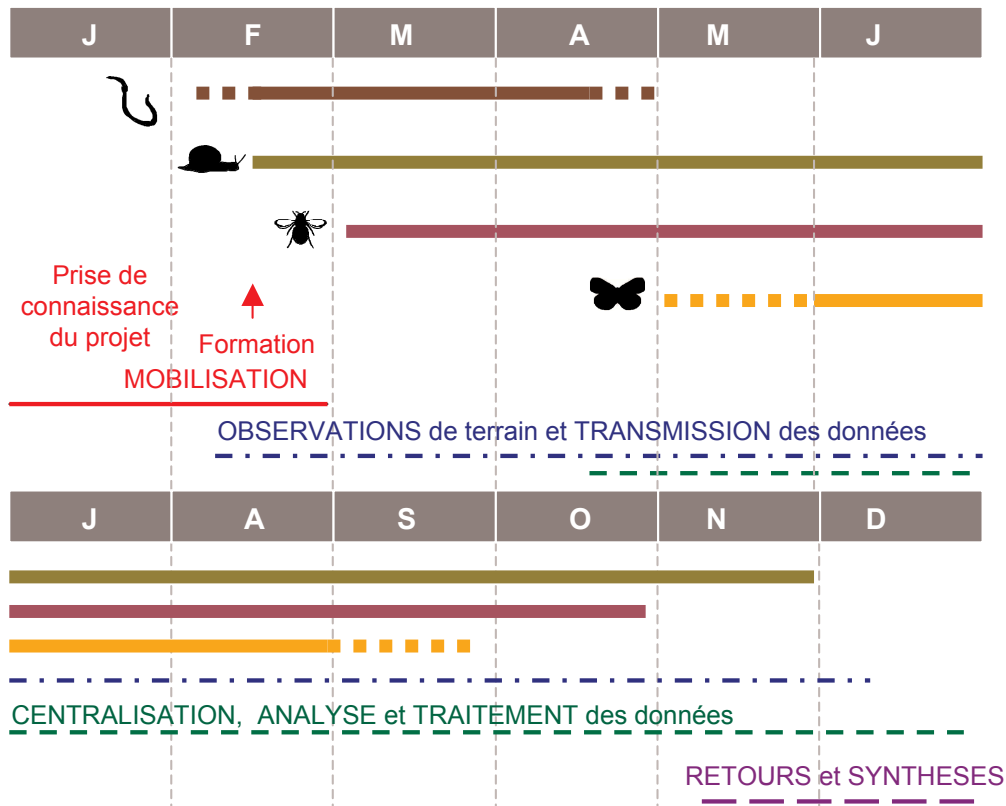 J F M A M J
Prise de
connaissance
du projet
Formation
MOBILISATION
OBSERVATIONS de terrain et TRANSMISSION des données
J A S O N D
CENTRALISATION, ANALYSE et TRAITEMENT des données
RETOURS et SYNTHESES